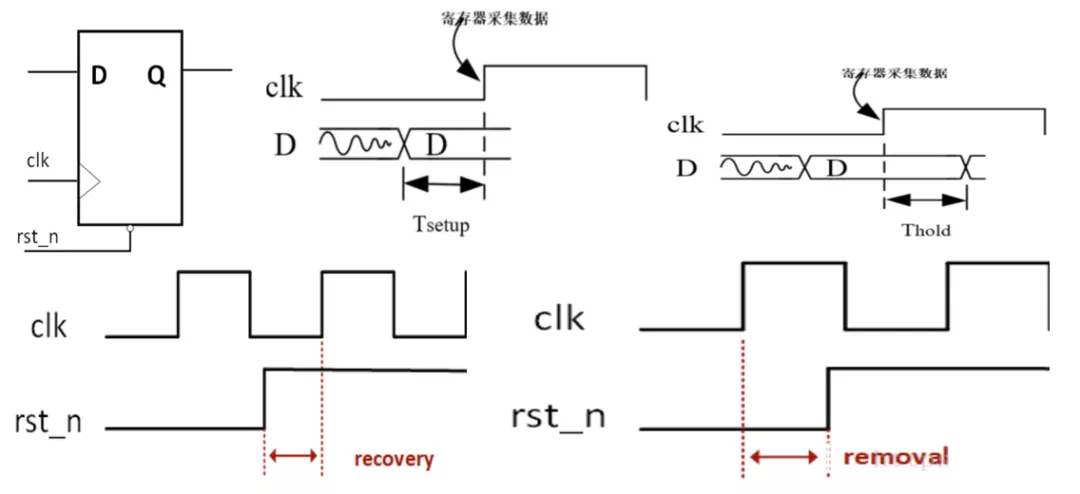 D Q
clk
rst_n
寄存器采集数据
clk
D D
Tsetup
寄存器采集数据
clk
D D
Thold
clk
rst_n
recovery
clk
rst_n
removal